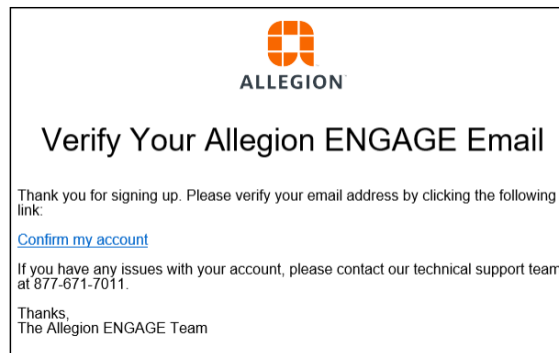 ALLEGION
Verify Your Allegion ENGAGE Email
Thank you for signing up. Please verify your email address by clicking the following
link:
Confirm my account
If you have any issues with your account, please contact our technical support team
at 877-671-7011.
Thanks,
The Allegion ENGAGE Team